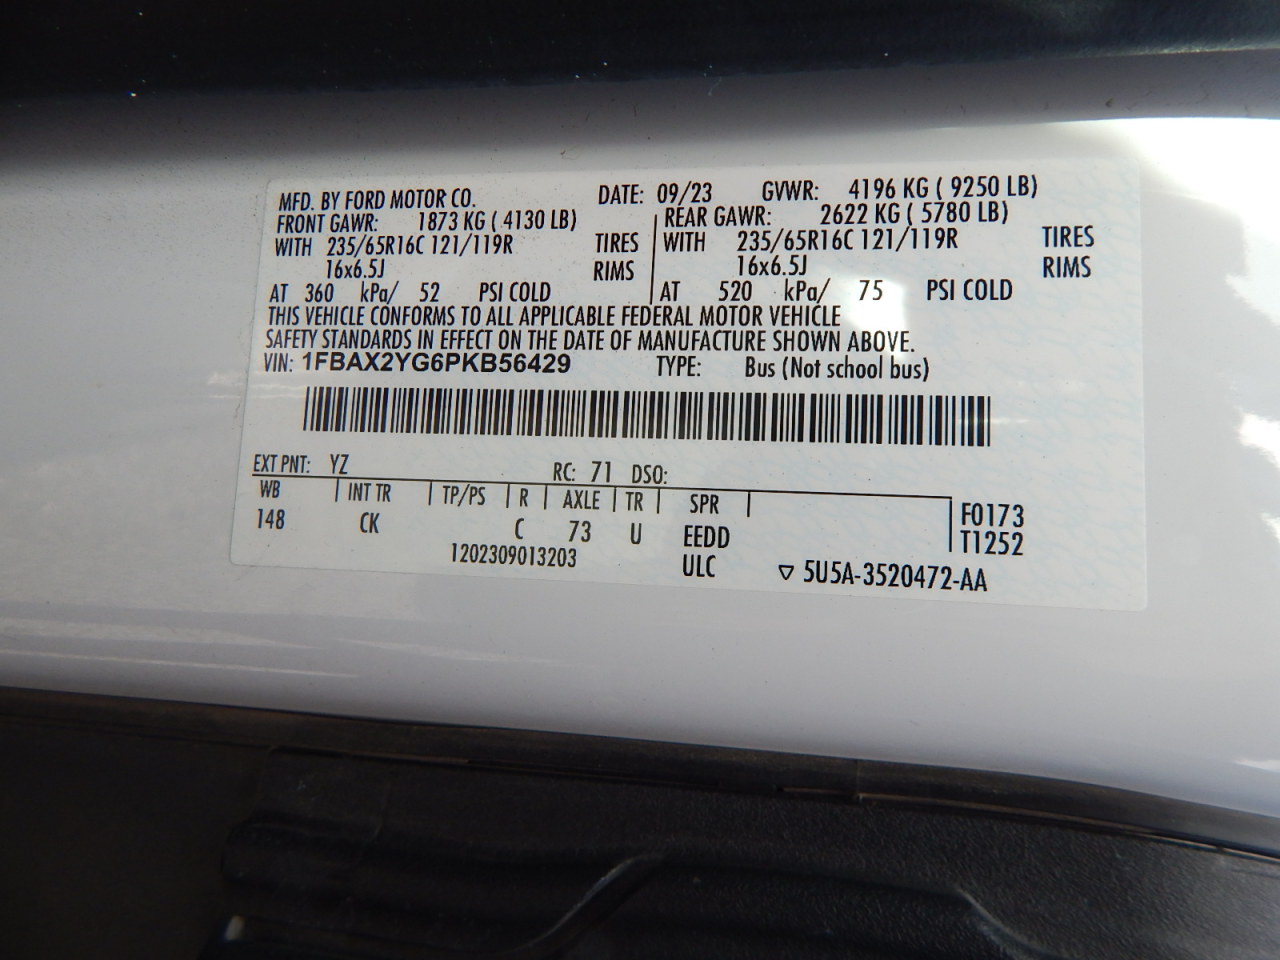 MFD. BY FORD MOTOR CO. DATE: 09/23 GVWR: 4196 KG ( 9250 LB)
FRONT GAWR: 1873 KG ( 4130 LB) REAR GAWR: 2622 KG ( 5780 LB)
WITH 235/65R16C 121/119R TIRES WITH 235/65R16C 121/119R TIRES
16x6.5J RIMS 16x6.5J RIMS
AT 360 kPa/ 52 PSI COLD AT 520 kPa/ 75 PSI COLD
THIS VEHICLE CONFORMS TO ALL APPLICABLE FEDERAL MOTOR VEHICLE
SAFETY STANDARDS IN EFFECT ON THE DATE OF MANUFACTURE SHOWN ABOVE.
VIN: 1FBAX2YG6PKB56429 TYPE: Bus (Not school bus)
EXT PNT: YZ RC: 71 DSO:
WB INT TR TP/PS R AXLE TR SPR F0173
148 CK C 73 U EEDD T1252
1202309013203 ULC ▽ 5U5A-3520472-AA